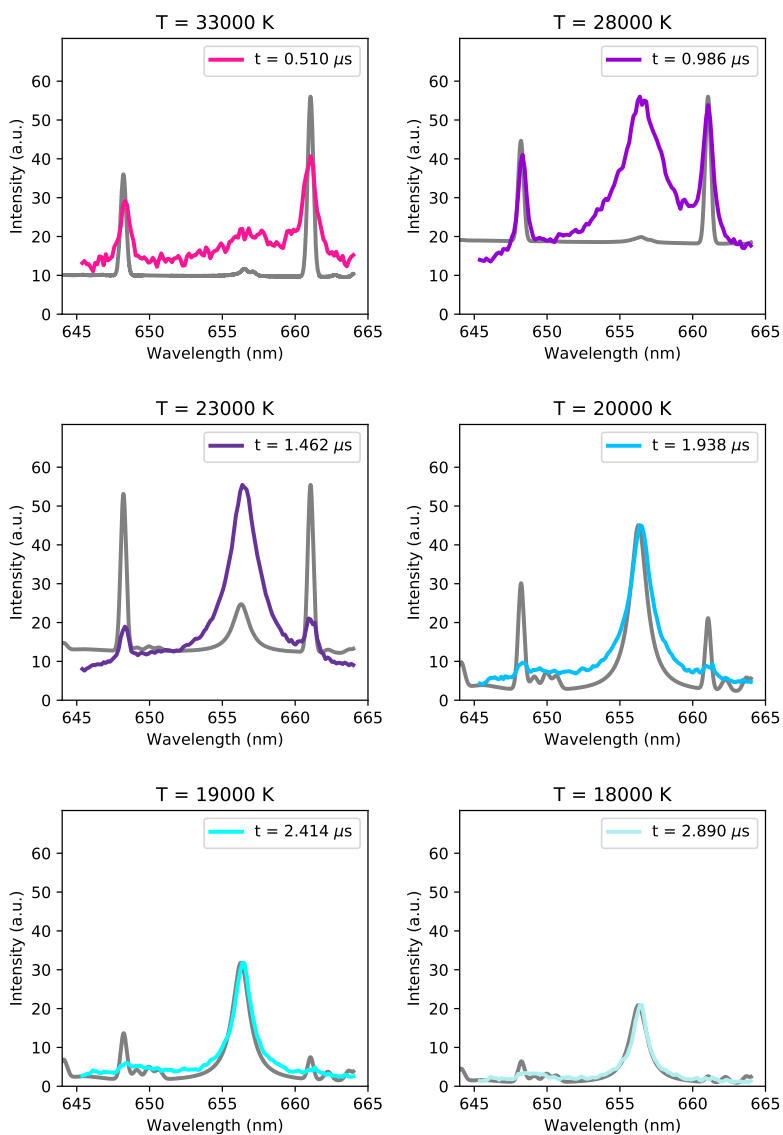 T = 33000 K
t = 0.510 μs
Intensity (a.u.)
60
50
40
30
20
10
0
645 650 655 660 665
Wavelength (nm)
T = 28000 K
t = 0.986 μs
Intensity (a.u.)
60
50
40
30
20
10
0
645 650 655 660 665
Wavelength (nm)
T = 23000 K
t = 1.462 μs
Intensity (a.u.)
60
50
40
30
20
10
0
645 650 655 660 665
Wavelength (nm)
T = 20000 K
t = 1.938 μs
Intensity (a.u.)
60
50
40
30
20
10
0
645 650 655 660 665
Wavelength (nm)
T = 19000 K
t = 2.414 μs
Intensity (a.u.)
60
50
40
30
20
10
0
645 650 655 660 665
Wavelength (nm)
T = 18000 K
t = 2.890 μs
Intensity (a.u.)
60
50
40
30
20
10
0
645 650 655 660 665
Wavelength (nm)